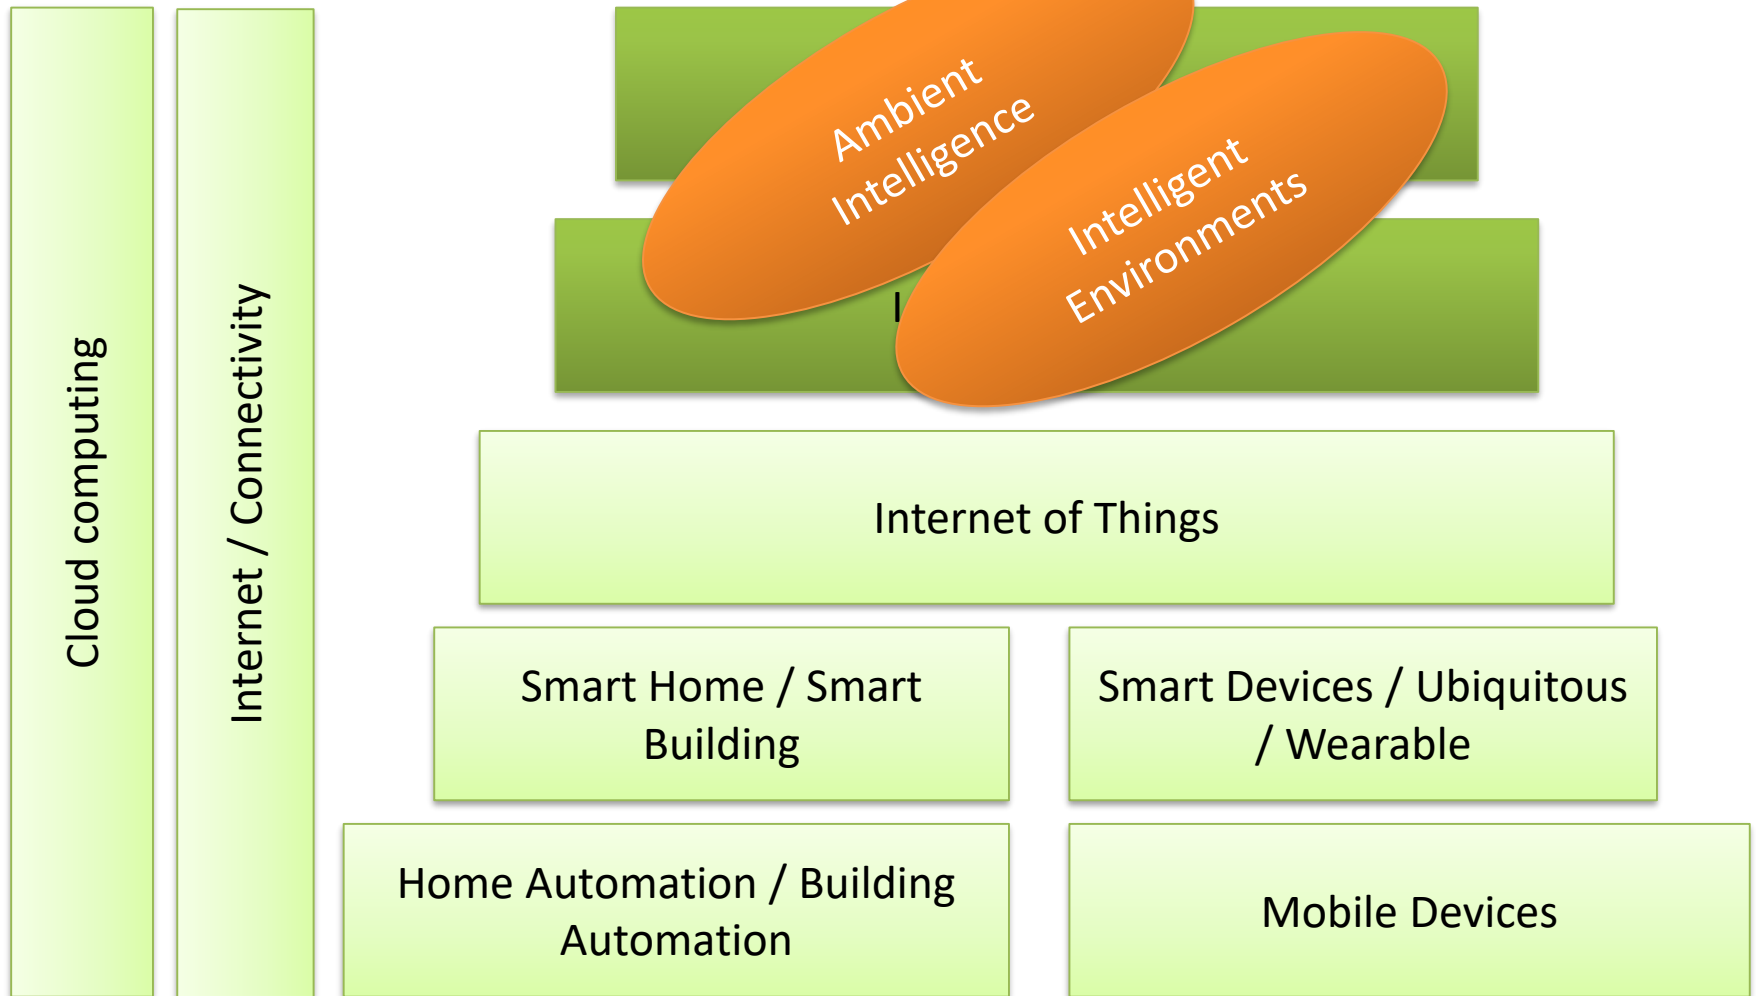 Cloud computing
Internet / Connectivity
Ambient
Intelligence
Intelligent
Environments
Internet of Things
Smart Home / Smart
Building
Smart Devices / Ubiquitous
/ Wearable
Home Automation / Building
Automation
Mobile Devices